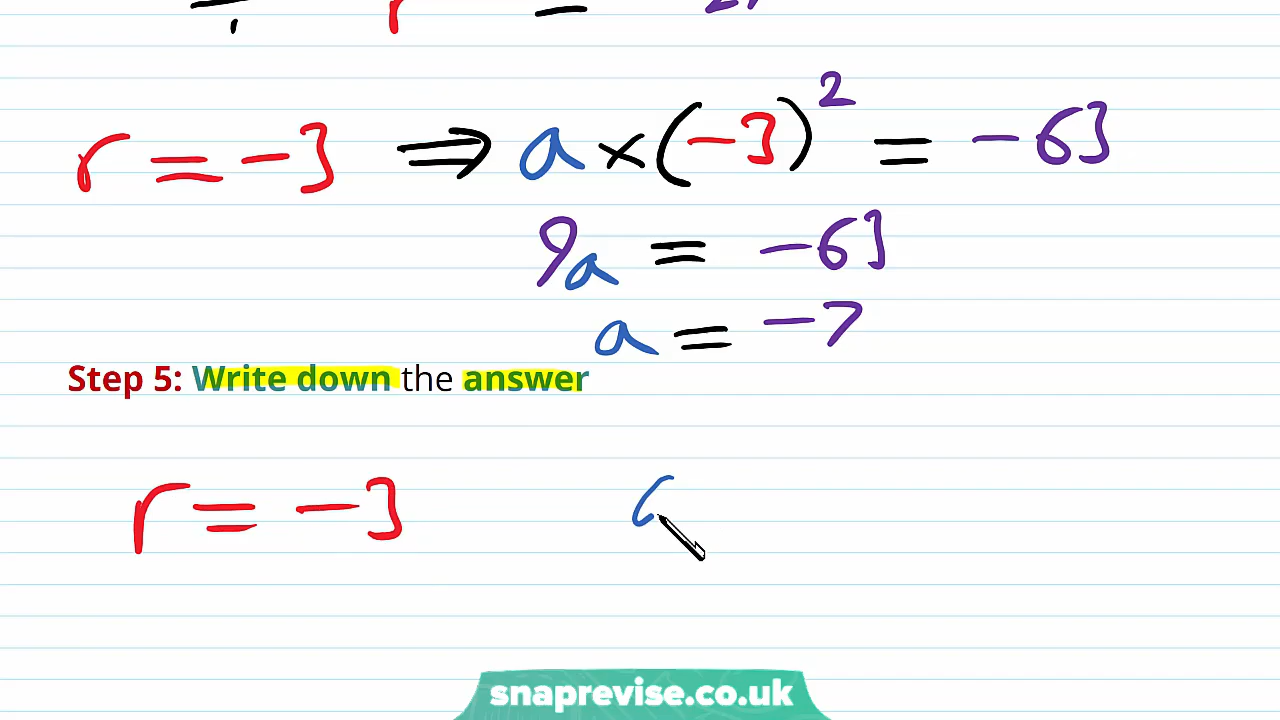 r =
r = -3 ⇒ a × (-3)² = -63
9a = -63
a = -7
Step 5: Write down the answer
r = -3
snaprevise.co.uk